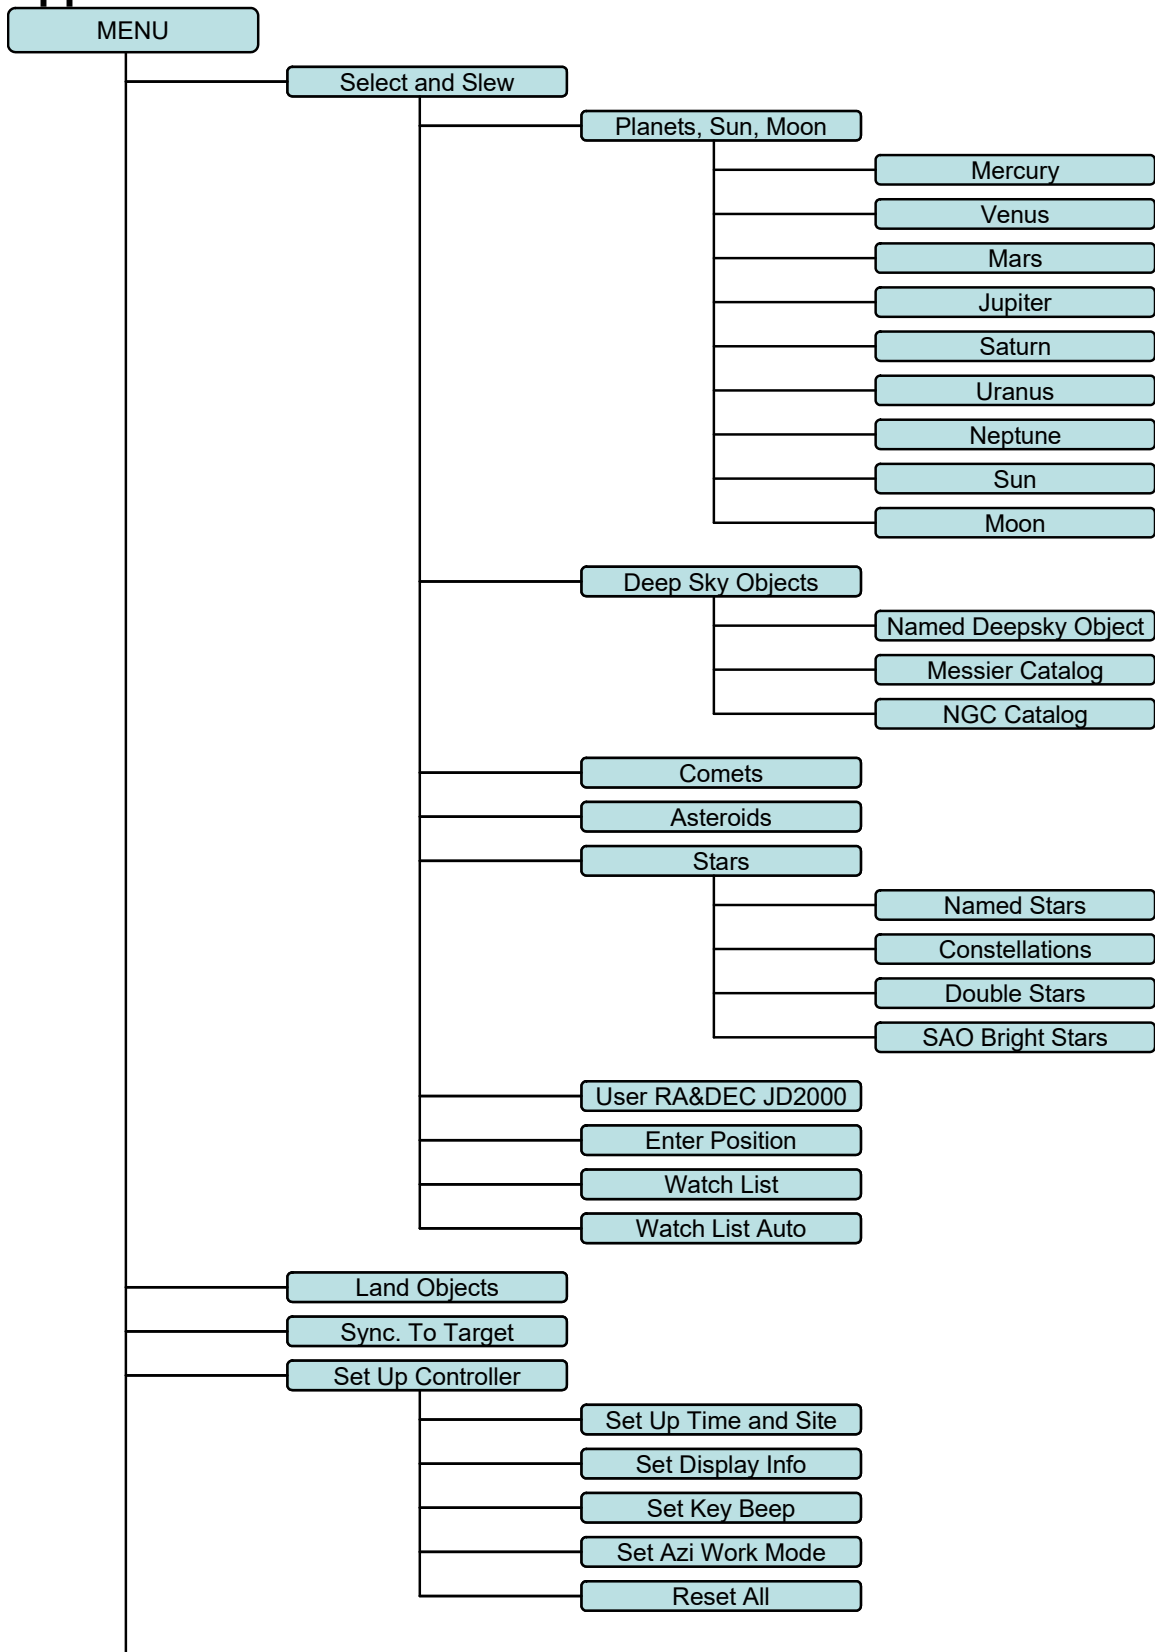 MENU
Select and Slew
Planets, Sun, Moon
Mercury
Venus
Mars
Jupiter
Saturn
Uranus
Neptune
Sun
Moon
Deep Sky Objects
Named Deepsky Object
Messier Catalog
NGC Catalog
Comets
Asteroids
Stars
Named Stars
Constellations
Double Stars
SAO Bright Stars
User RA&DEC JD2000
Enter Position
Watch List
Watch List Auto
Land Objects
Sync. To Target
Set Up Controller
Set Up Time and Site
Set Display Info
Set Key Beep
Set Azi Work Mode
Reset All